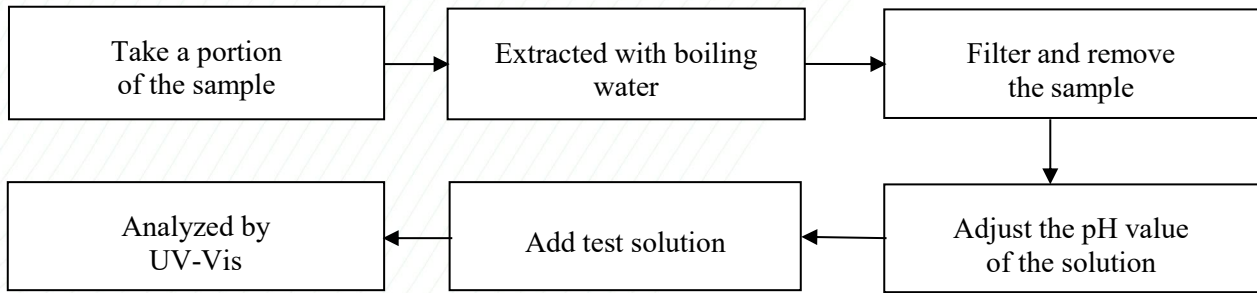 Take a portion
of the sample
Extracted with boiling
water
Filter and remove
the sample
Adjust the pH value
of the solution
Add test solution
Analyzed by
UV-Vis